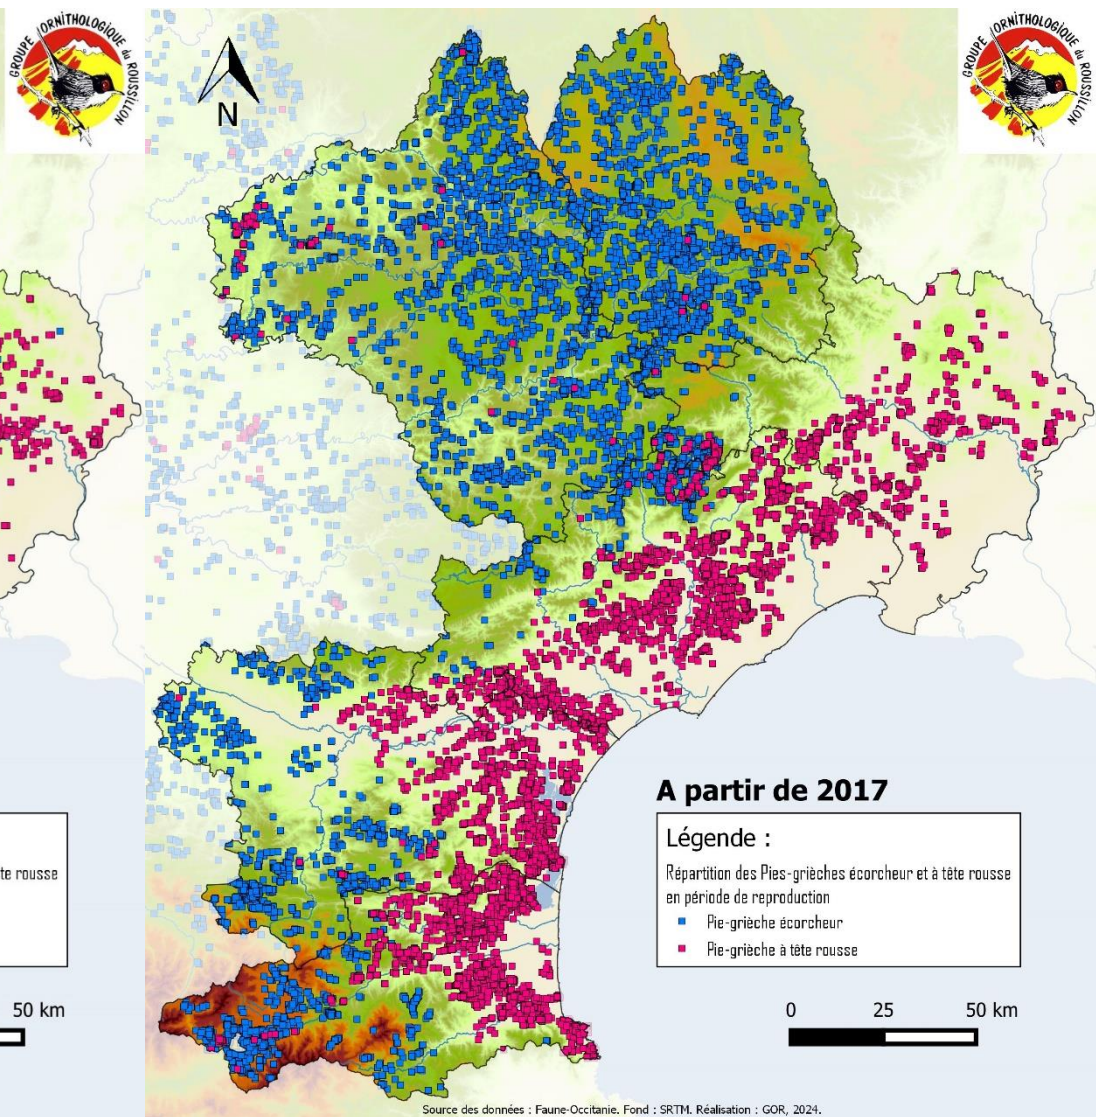 GROUPE ORNITHOLOGIQUE du ROUSSILLON
GROUPE ORNITHOLOGIQUE du ROUSSILLON
N
te rousse
50 km
A partir de 2017
Légende :
Répartition des Pies-grièches écorcheur et à tête rousse
en période de reproduction
Pie-grièche écorcheur
Pie-grièche à tête rousse
0 25 50 km
Source des données : Faune-Occitanie. Fond : SRTM. Réalisation : GOR, 2024.